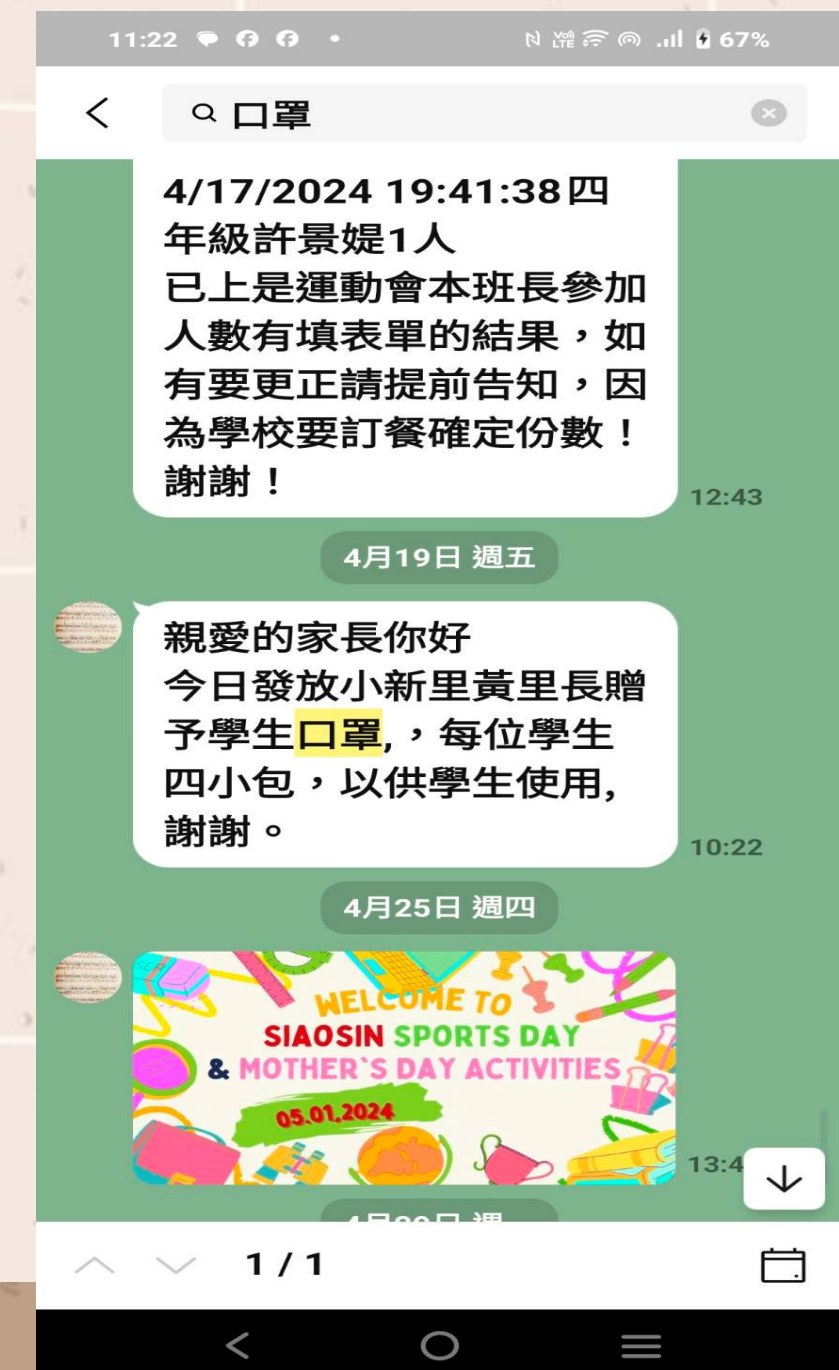 11:22
VoD LTE 67%
口罩
4/17/2024 19:41:38四
年級許景媞1人
已上是運動會本班長參加
人數有填表單的結果，如
有要更正請提前告知，因
為學校要訂餐確定份數！
謝謝！
12:43
4月19日 週五
親愛的家長你好
今日發放小新里黃里長贈
予學生口罩,，每位學生
四小包，以供學生使用,
謝謝。
10:22
4月25日 週四
WELCOME TO
SIAOSIN SPORTS DAY
& MOTHER`S DAY ACTIVITIES
05.01.2024
13:4
1 / 1